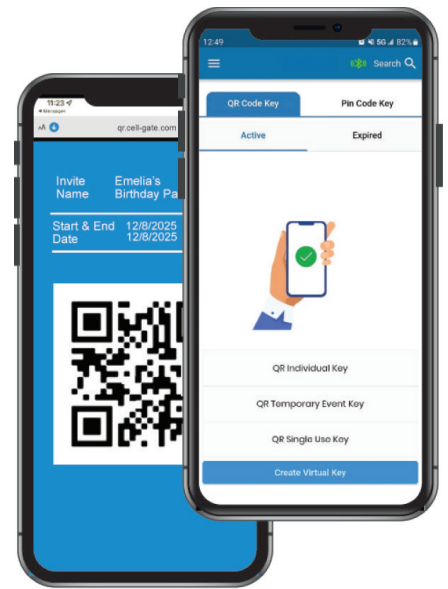 11:23
Messages
AA
qr.cell-gate.com
Invite Name
Emelia's Birthday Pa
Start & End Date
12/8/2025
12/8/2025
12:49
5G 82%
Search
QR Code Key
Pin Code Key
Active
Expired
QR Individual Key
QR Temporary Event Key
QR Single Use Key
Create Virtual Key